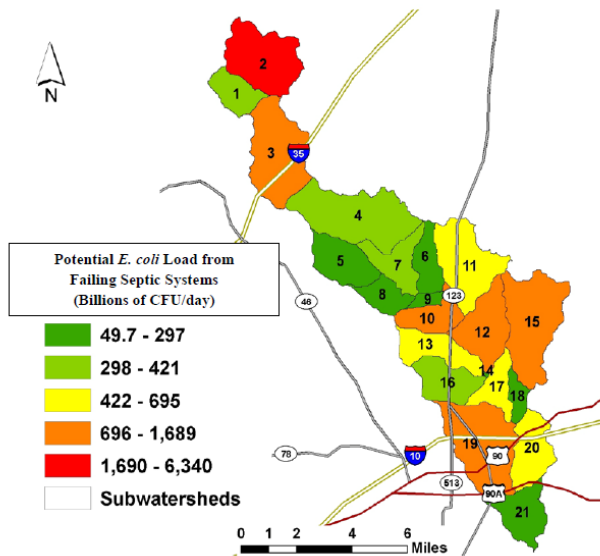 2
1
3
N
35
4
5
7
6
11
8
9
123
46
10
12
15
13
14
16
17
18
19
90
20
10
78
513
90A
21
Potential E. coli Load from
Failing Septic Systems
(Billions of CFU/day)
49.7 - 297
298 - 421
422 - 695
696 - 1,689
1,690 - 6,340
Subwatersheds
0 1 2 4 6
Miles